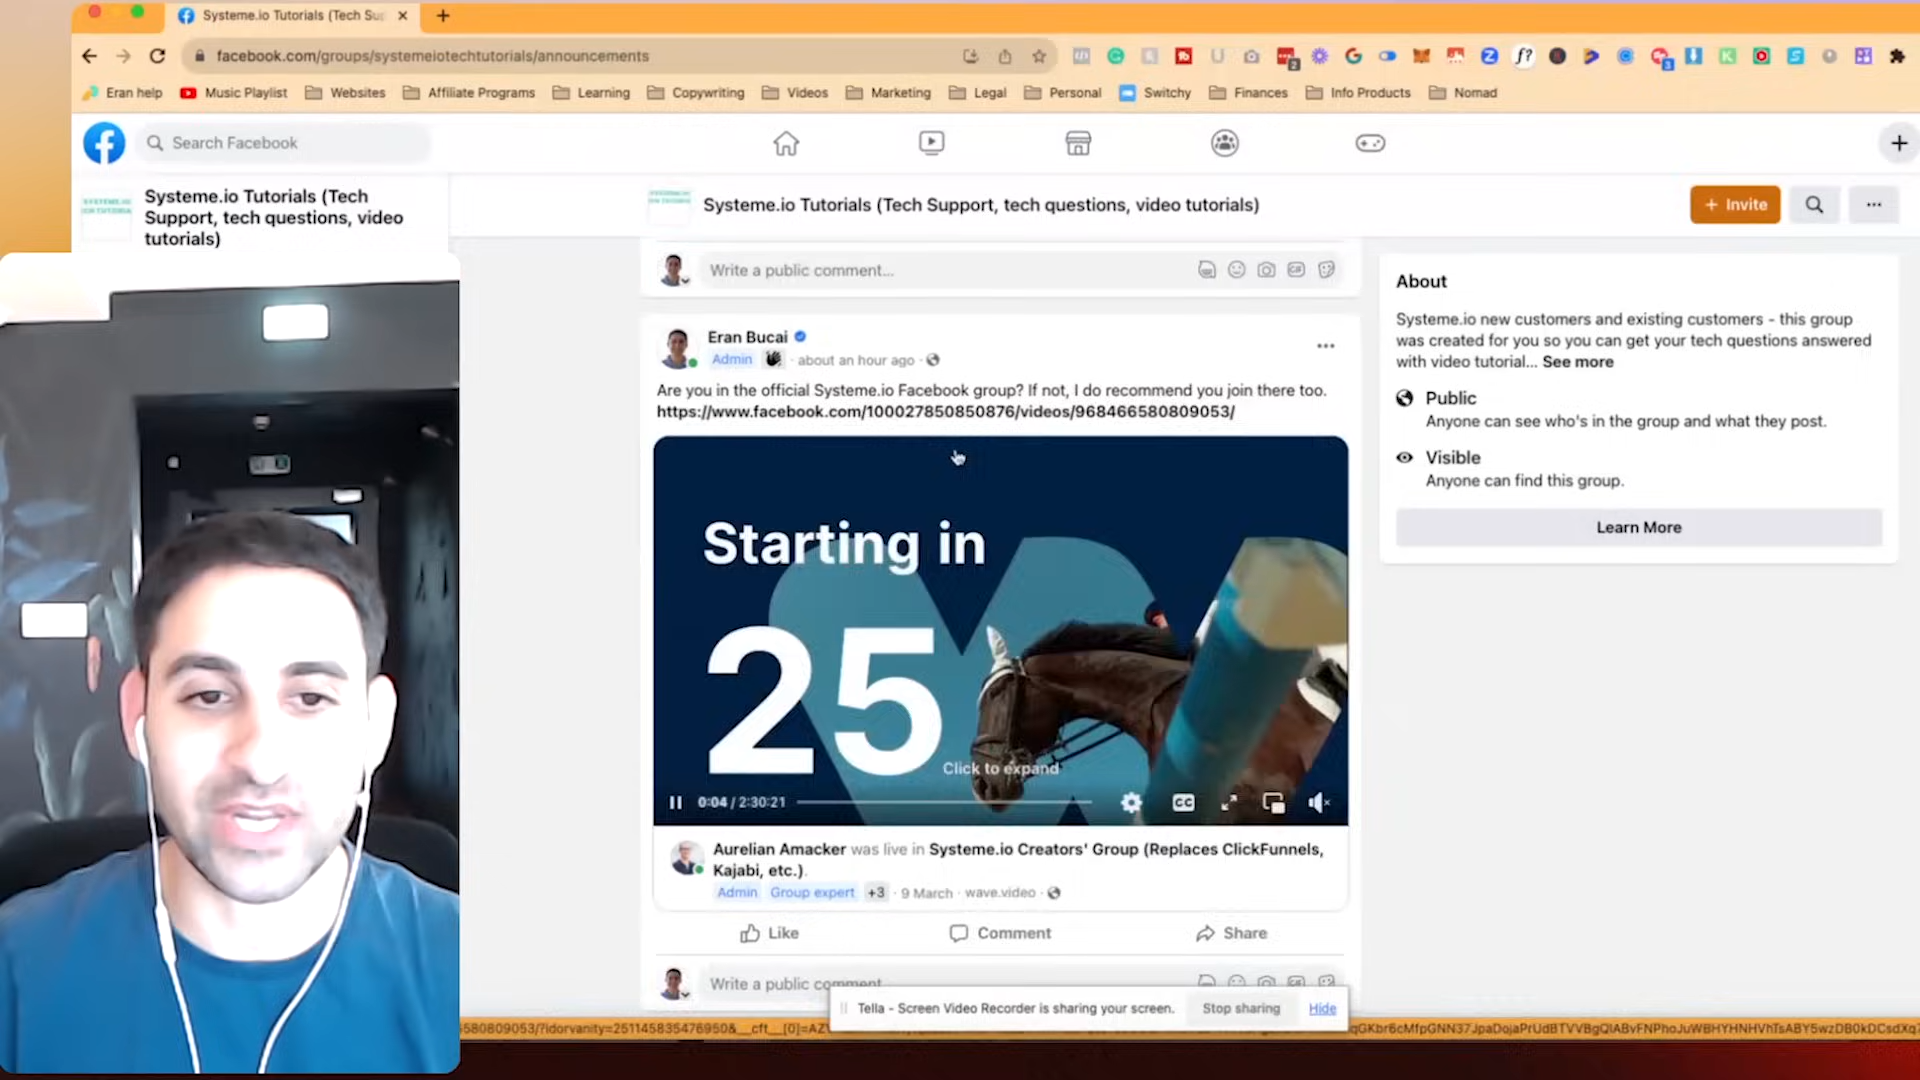 Systeme.io Tutorials (Tech Su
facebook.com/groups/systemeiotechtutorials/announcements
Eran help
Music Playlist
Websites
Affiliate Programs
Learning
Copywriting
Videos
Marketing
Legal
Personal
Switchy
Finances
Info Products
Nomad
Search Facebook
Systeme.io Tutorials (Tech
Support, tech questions, video
tutorials)
Systeme.io Tutorials (Tech Support, tech questions, video tutorials)
+ Invite
Write a public comment...
Eran Bucai
Admin · about an hour ago ·
Are you in the official Systeme.io Facebook group? If not, I do recommend you join there too.
https://www.facebook.com/100027850850876/videos/968466580809053/
Starting in
25
Click to expand
0:04 / 2:30:21
CC
Aurelian Amacker was live in Systeme.io Creators' Group (Replaces ClickFunnels,
Kajabi, etc.).
Admin Group expert +3 · 9 March · wave.video ·
Like
Comment
Share
Write a public comment
Tella - Screen Video Recorder is sharing your screen.
Stop sharing
Hide
About
Systeme.io new customers and existing customers - this group
was created for you so you can get your tech questions answered
with video tutorial... See more
Public
Anyone can see who's in the group and what they post.
Visible
Anyone can find this group.
Learn More